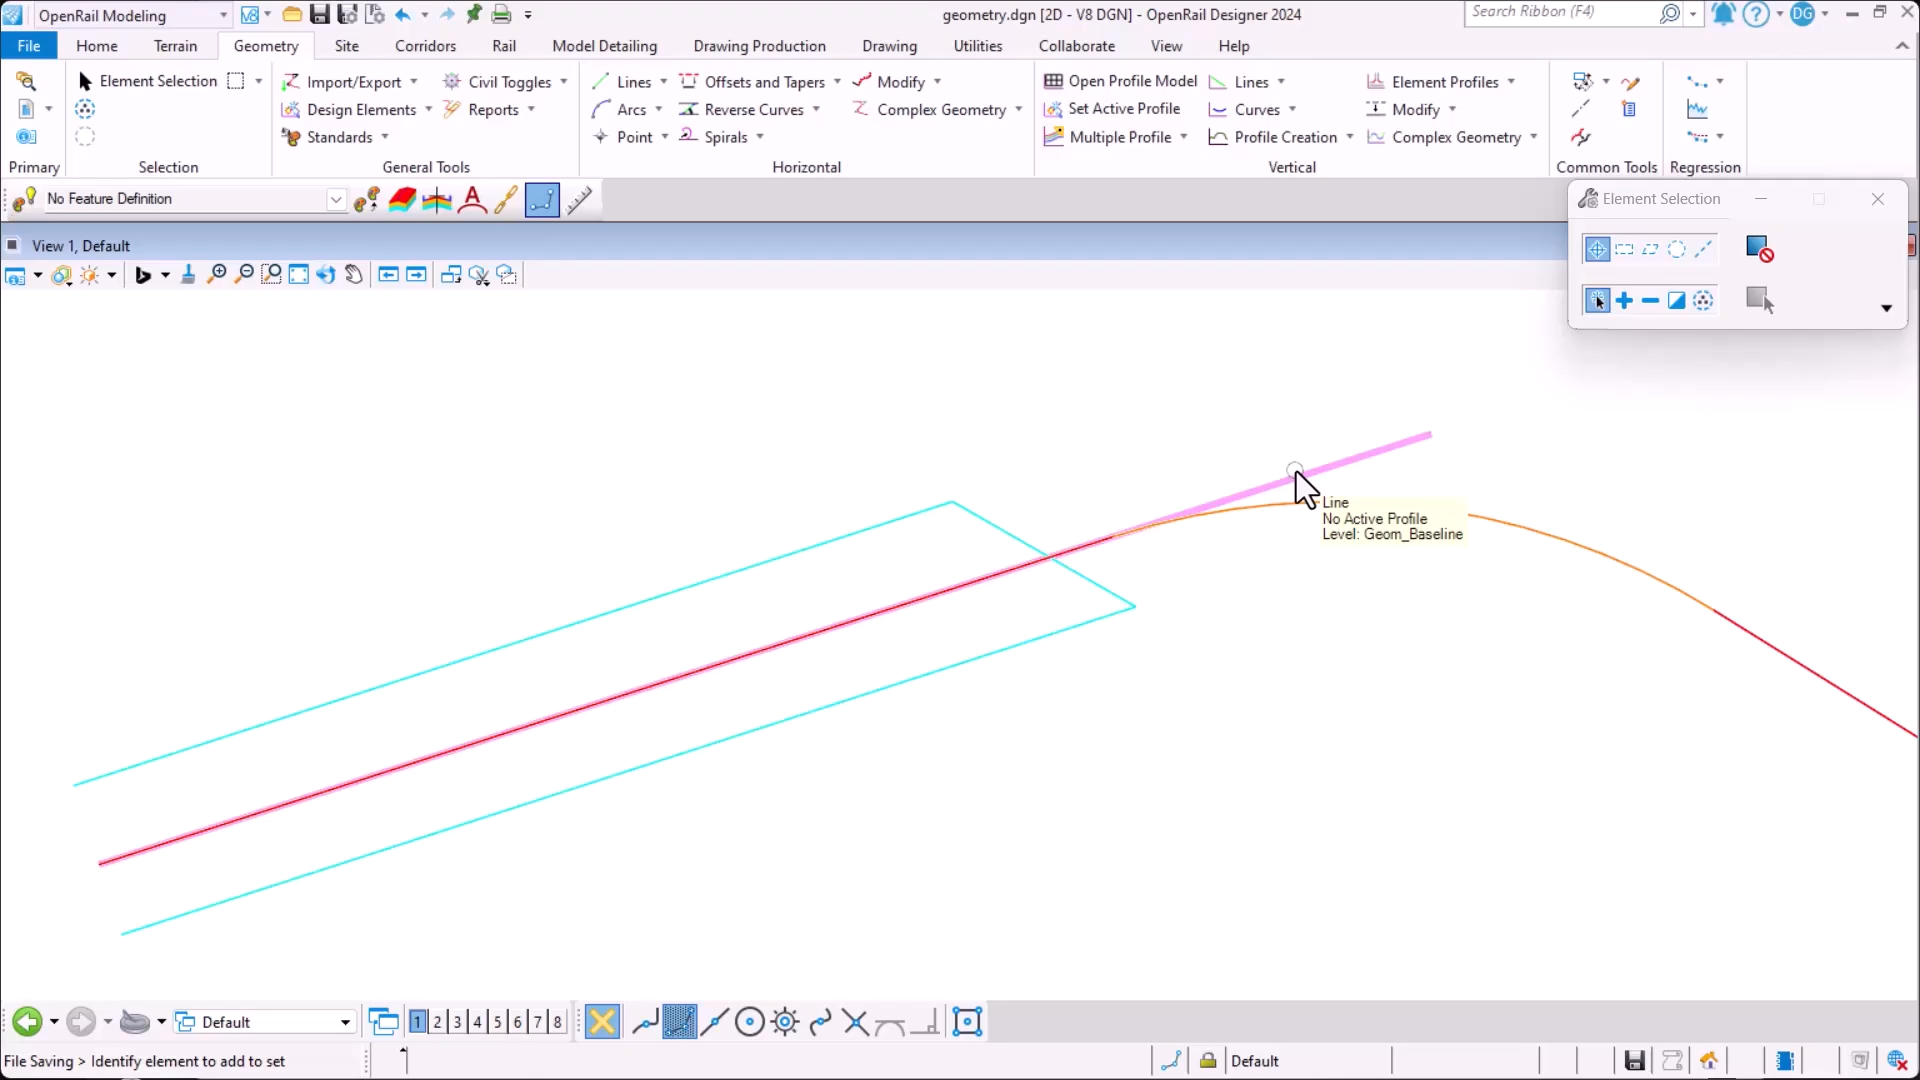 OpenRail Modeling
geometry.dgn [2D - V8 DGN] - OpenRail Designer 2024
Search Ribbon (F4)
DG
File
Home
Terrain
Geometry
Site
Corridors
Rail
Model Detailing
Drawing Production
Drawing
Utilities
Collaborate
View
Help
Element Selection
Import/Export
Civil Toggles
Lines
Offsets and Tapers
Modify
Open Profile Model
Lines
Element Profiles
Design Elements
Reports
Arcs
Reverse Curves
Complex Geometry
Set Active Profile
Curves
Modify
Standards
Point
Spirals
Multiple Profile
Profile Creation
Complex Geometry
Primary
Selection
General Tools
Horizontal
Vertical
Common Tools
Regression
No Feature Definition
Element Selection
View 1, Default
Line
No Active Profile
Level: Geom_Baseline
Default
1 2 3 4 5 6 7 8
File Saving > Identify element to add to set
Default